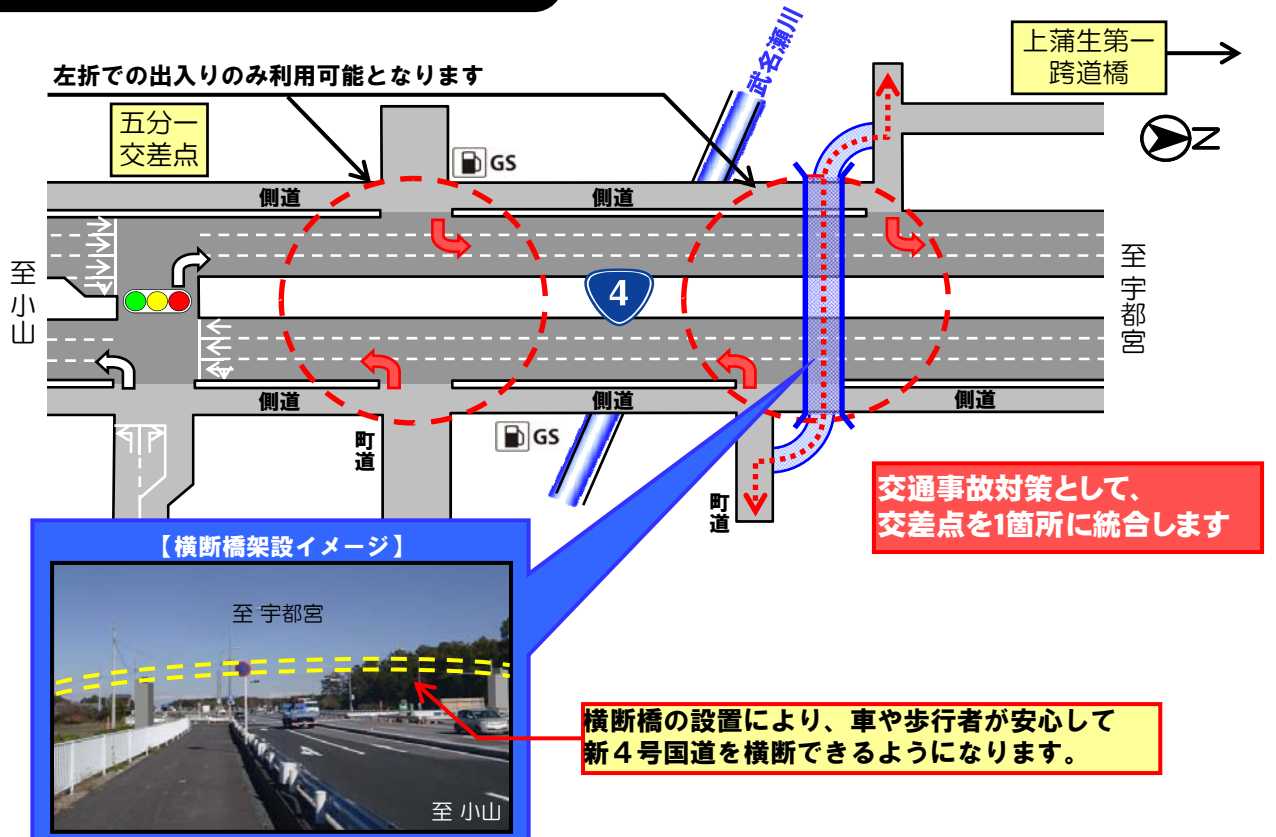 上蒲生第一
跨道橋
武名瀬川
左折での出入りのみ利用可能となります
五分一
交差点
GS
N
側道
側道
至 小山
4
至 宇都宮
側道
側道
側道
町道
GS
町道
交通事故対策として、
交差点を1箇所に統合します
【横断橋架設イメージ】
至 宇都宮
横断橋の設置により、車や歩行者が安心して
新４号国道を横断できるようになります。
至 小山